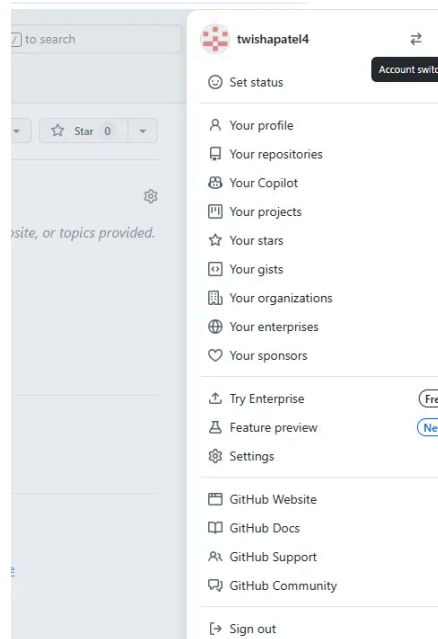 / to search
twishapatel4
Account switc
Set status
Star 0
Your profile
Your repositories
Your Copilot
Your projects
site, or topics provided.
Your stars
Your gists
Your organizations
Your enterprises
Your sponsors
Try Enterprise Fre
Feature preview Ne
Settings
GitHub Website
GitHub Docs
GitHub Support
GitHub Community
Sign out